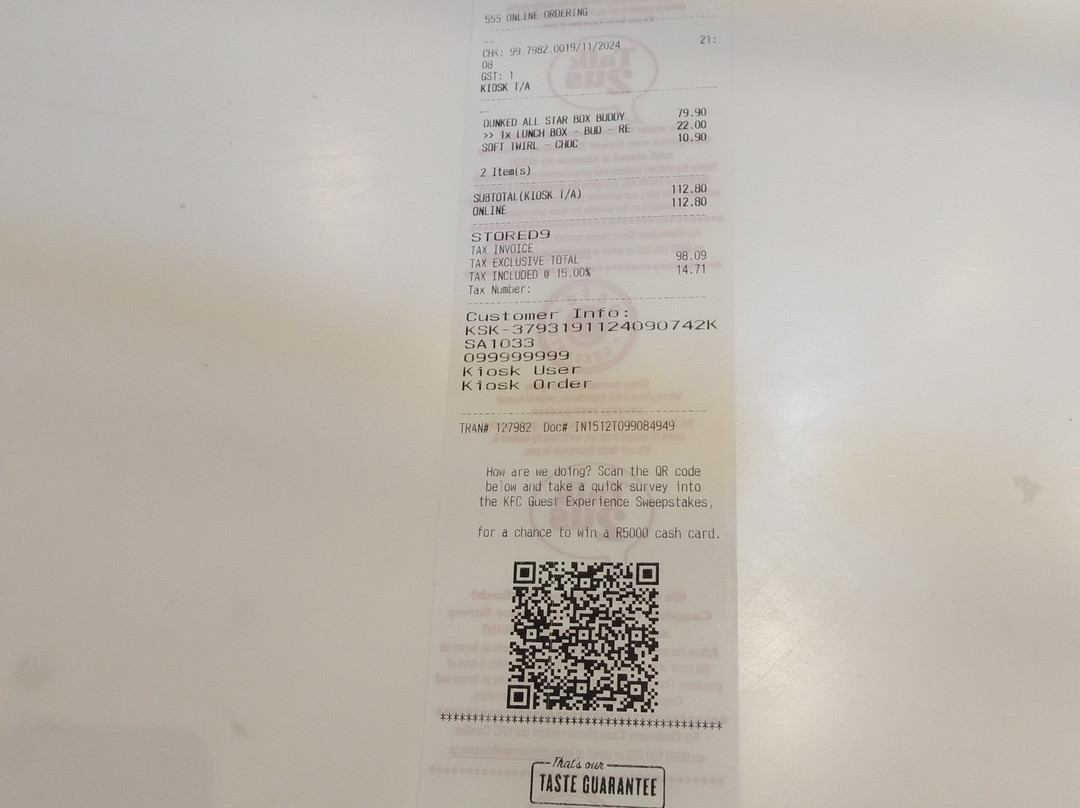 555 ONLINE ORDERING
--
CHK: 99.7982.0019/11/2024 21:
08
GST: 1
KIOSK T/A
--
DUNKED ALL STAR BOX BUDDY 79.90
>> 1x LUNCH BOX - BUD - RE 22.00
SOFT TWIRL - CHOC 10.90
2 Item(s)
SUBTOTAL(KIOSK T/A) 112.80
ONLINE 112.80
STORED9
TAX INVOICE
TAX EXCLUSIVE TOTAL 98.09
TAX INCLUDED @ 15.00% 14.71
Tax Number:
Customer Info:
KSK-3793191124090742K
SA1033
099999999
Kiosk User
Kiosk Order
TRAN# 127982 Doc# IN1512T099084949
How are we doing? Scan the QR code
below and take a quick survey into
the KFC Guest Experience Sweepstakes,
for a chance to win a R5000 cash card.
****************************************
That's our
TASTE GUARANTEE